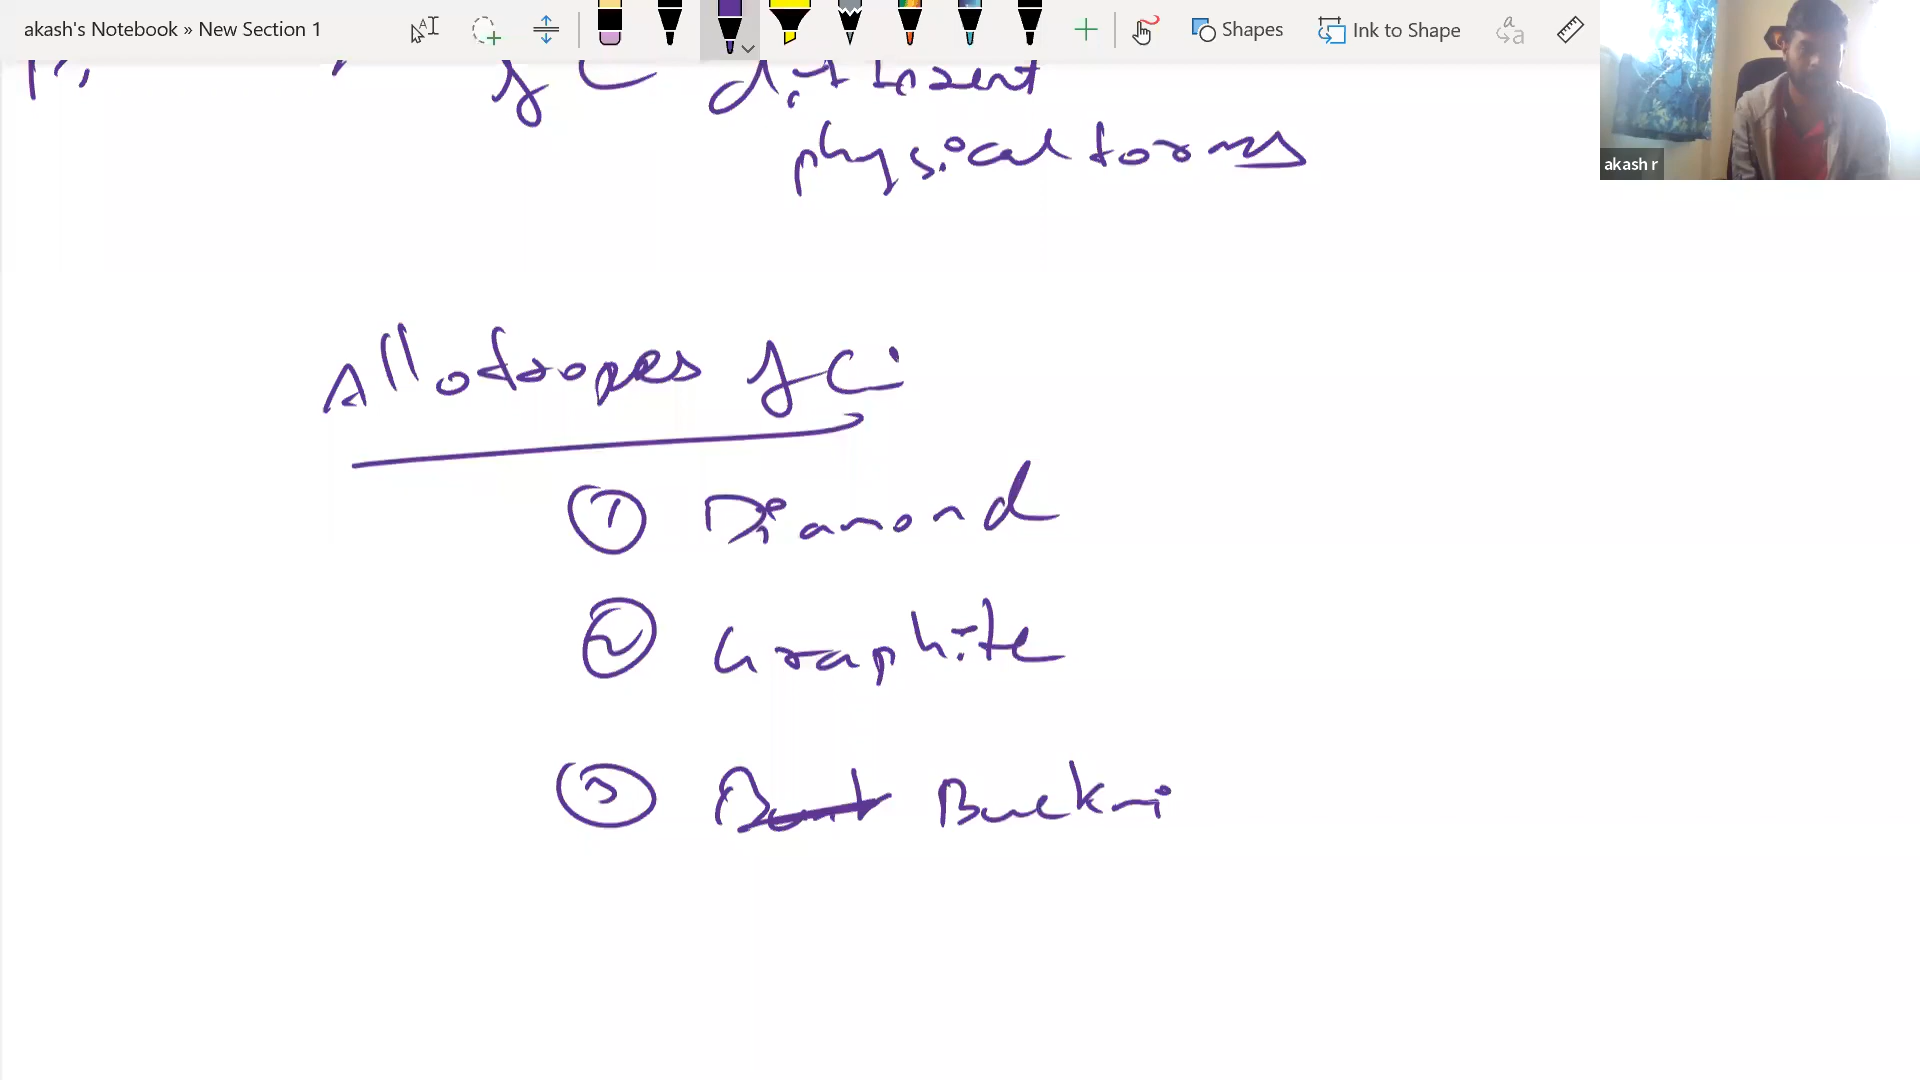 akash's Notebook » New Section 1
Shapes
Ink to Shape
akash r
of C different
physical forms
Allotropes of C:
① Diamond
② Graphite
③ Buckmi